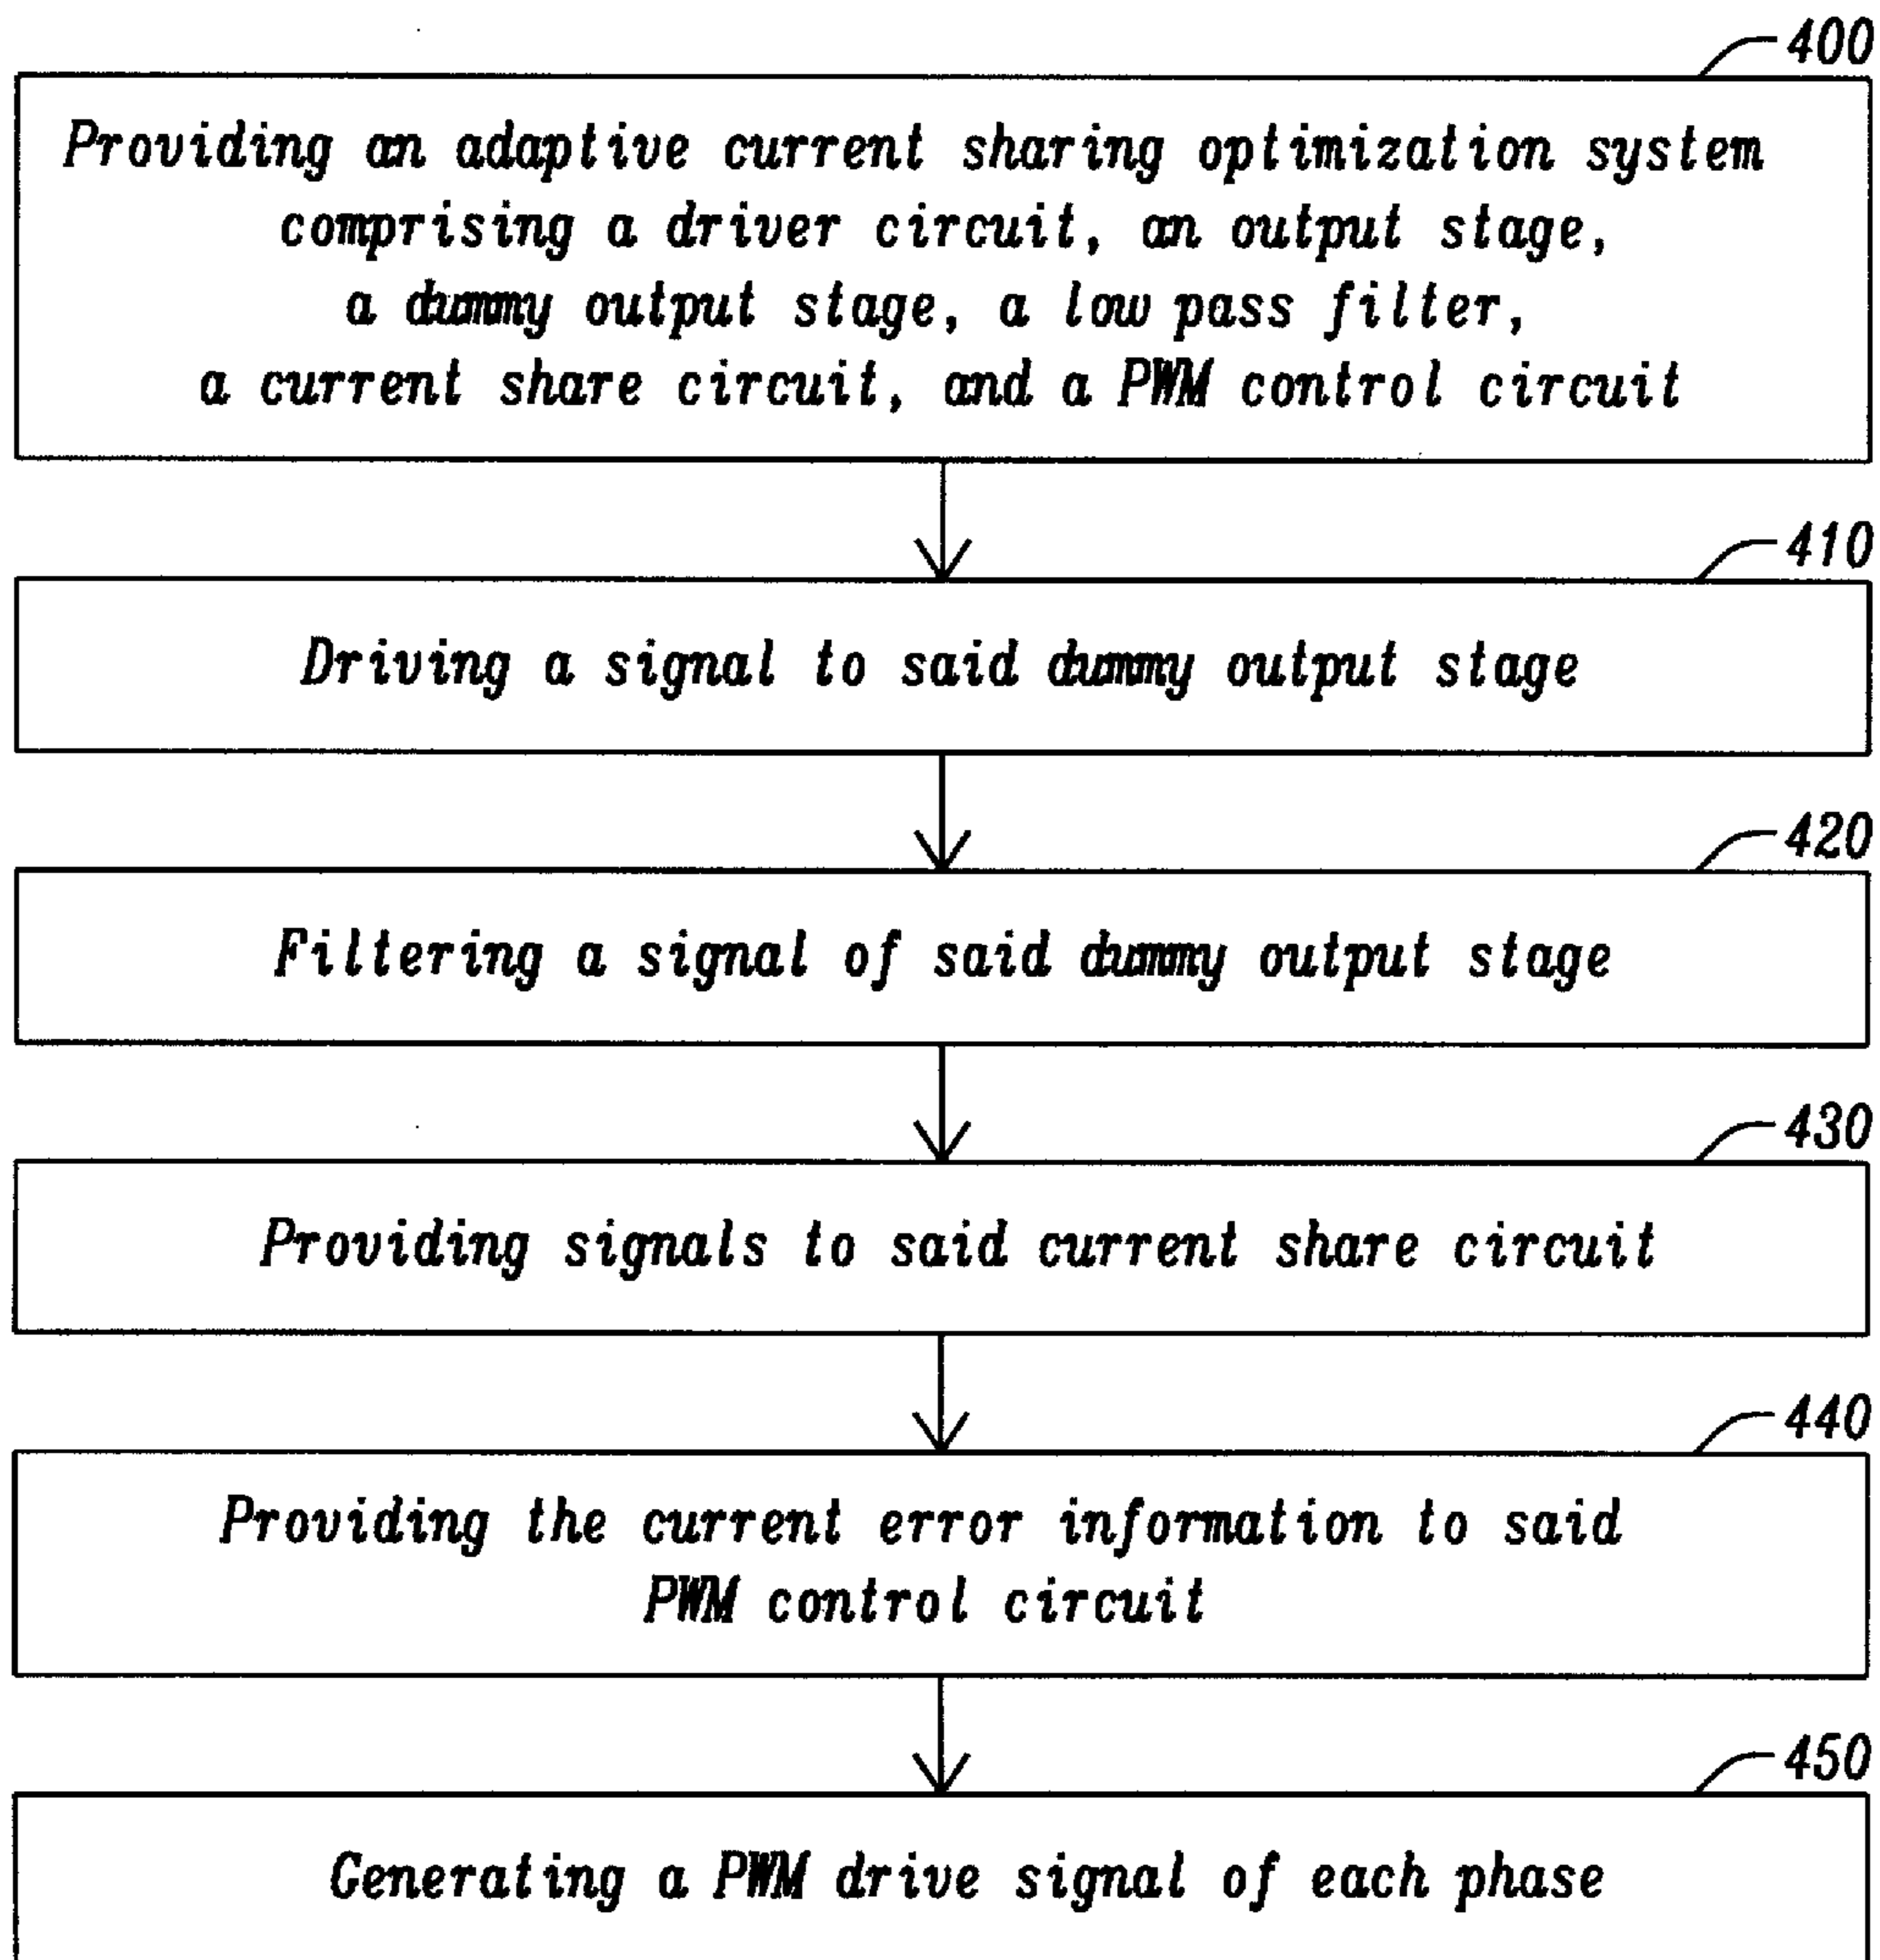 400
Providing an adaptive current sharing optimization system
comprising a driver circuit, an output stage,
a dummy output stage, a low pass filter,
a current share circuit, and a PWM control circuit
410
Driving a signal to said dummy output stage
420
Filtering a signal of said dummy output stage
430
Providing signals to said current share circuit
440
Providing the current error information to said
PWM control circuit
450
Generating a PWM drive signal of each phase